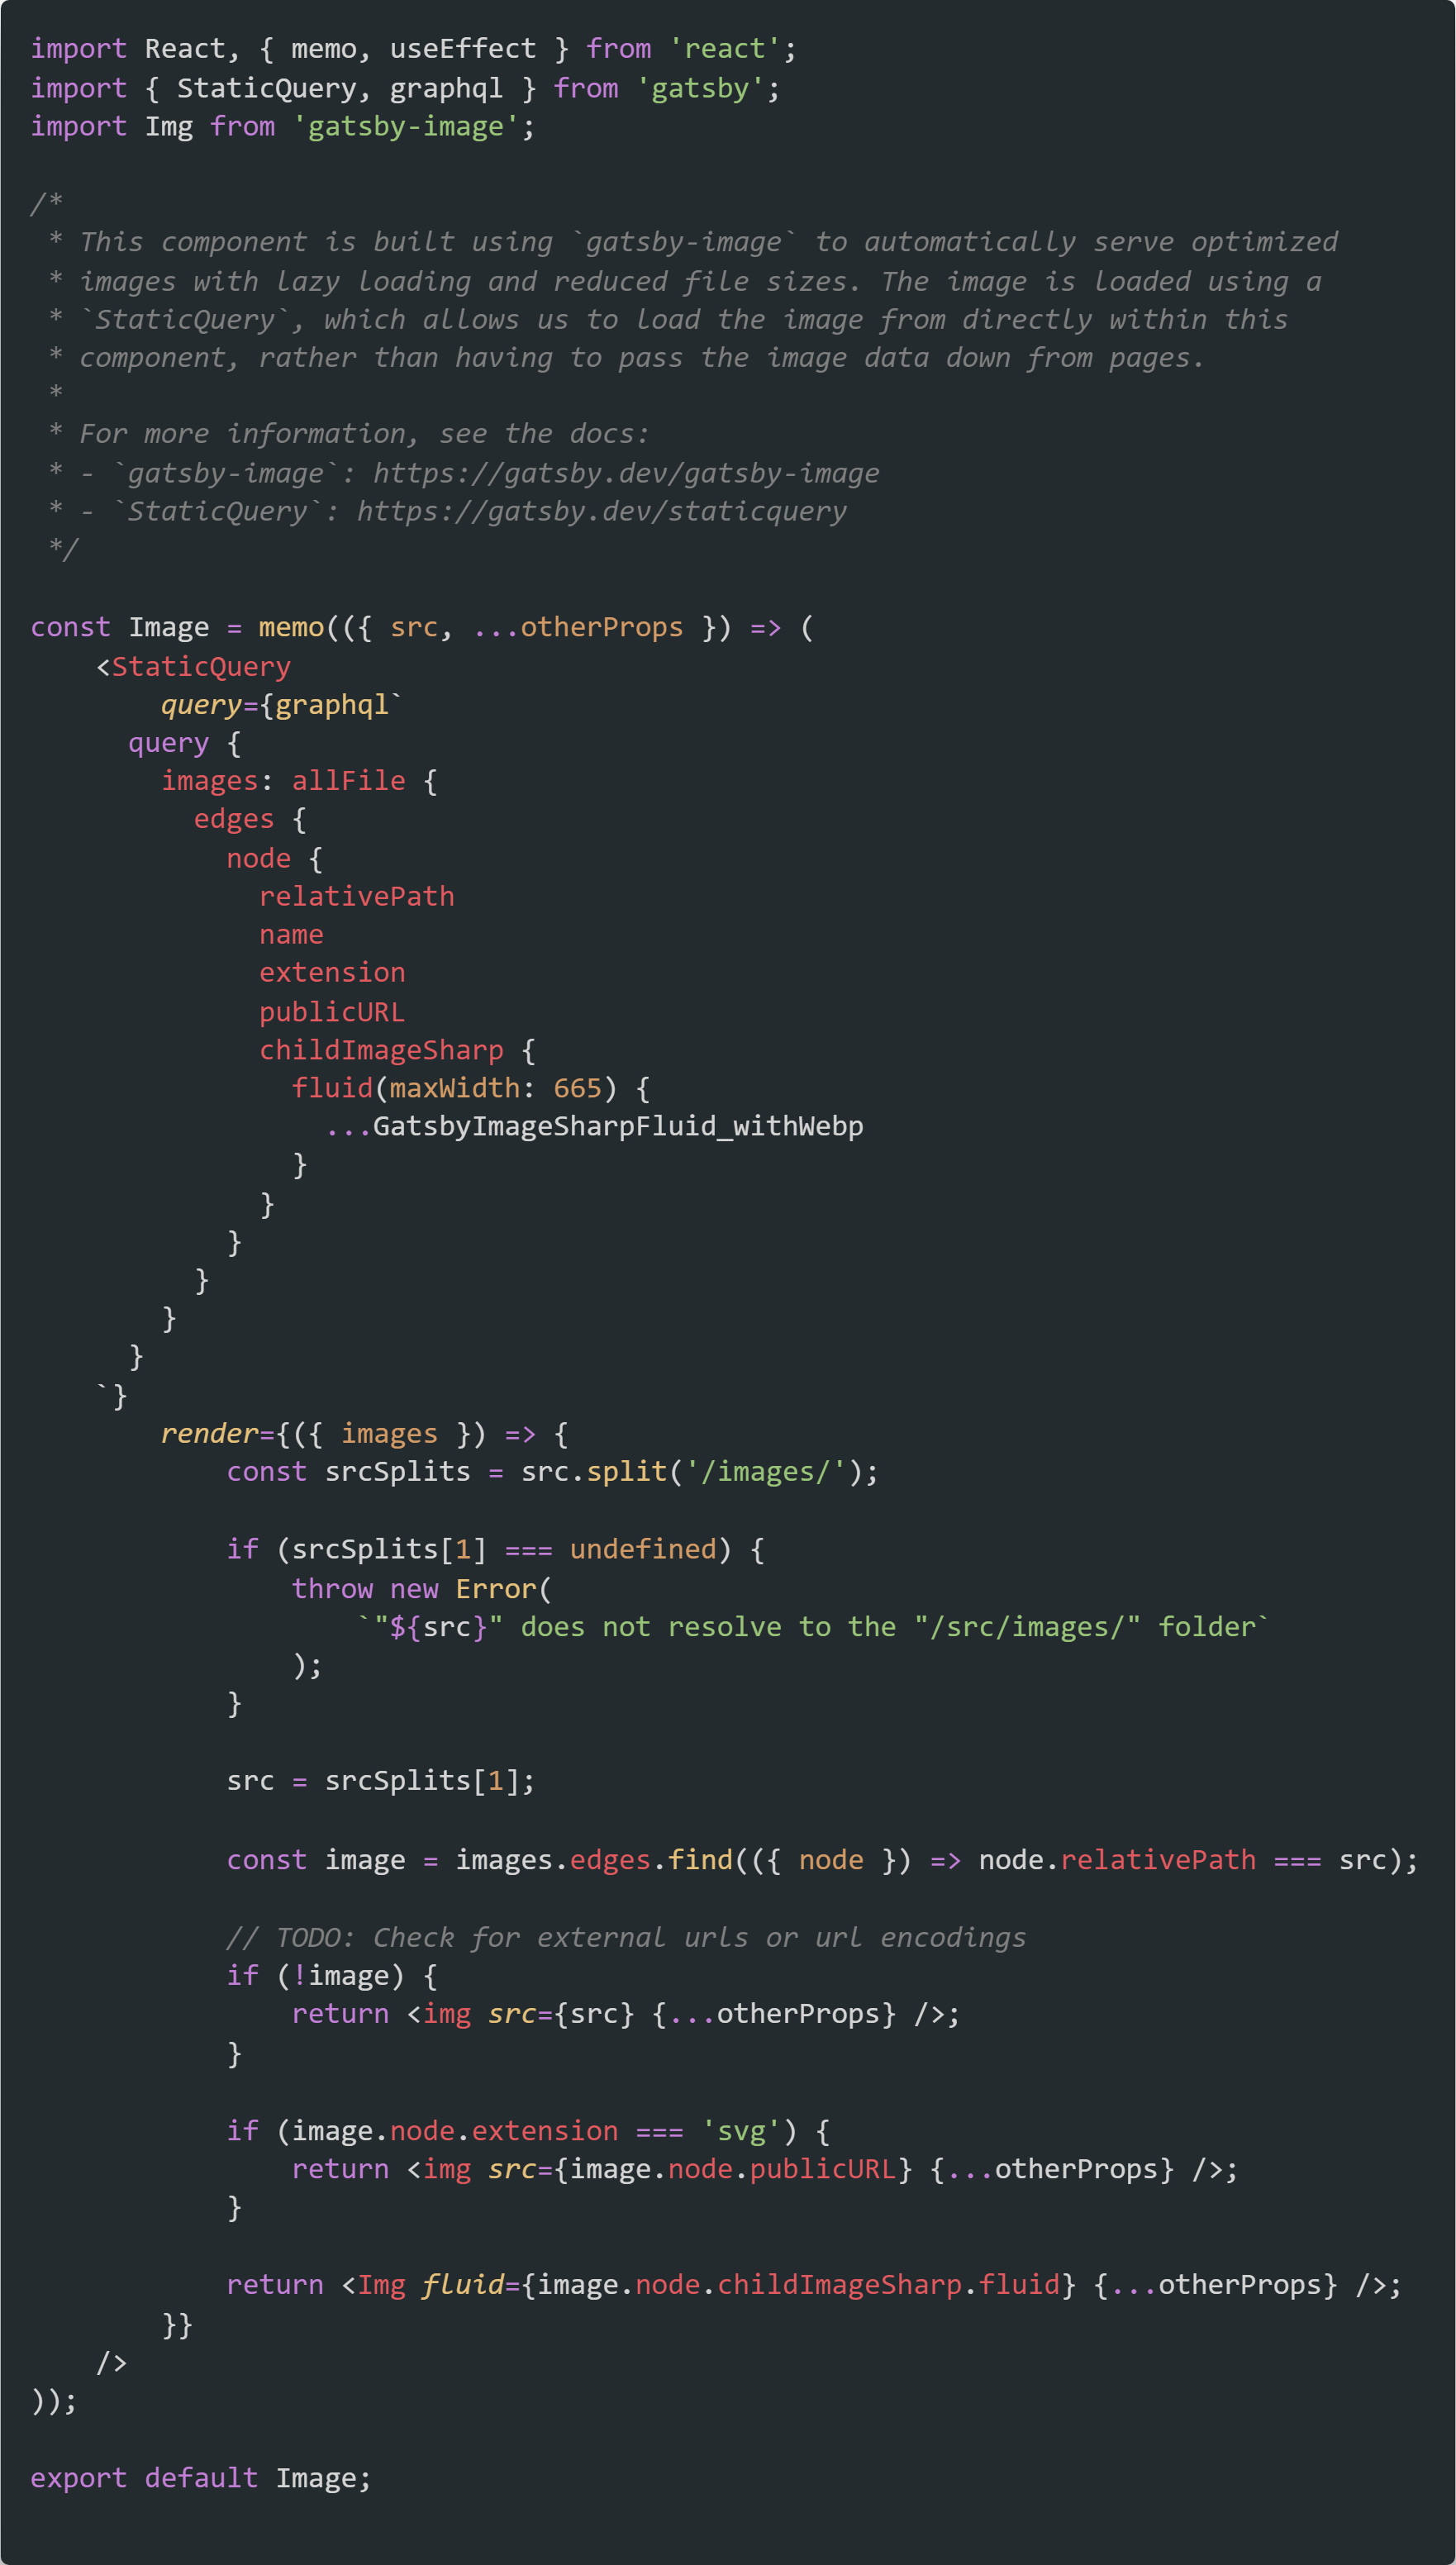 import React, { memo, useEffect } from 'react';
import { StaticQuery, graphql } from 'gatsby';
import Img from 'gatsby-image';

/*
 * This component is built using `gatsby-image` to automatically serve optimized
 * images with lazy loading and reduced file sizes. The image is loaded using a
 * `StaticQuery`, which allows us to load the image from directly within this
 * component, rather than having to pass the image data down from pages.
 *
 * For more information, see the docs:
 * - `gatsby-image`: https://gatsby.dev/gatsby-image
 * - `StaticQuery`: https://gatsby.dev/staticquery
 */

const Image = memo(({ src, ...otherProps }) => (
    <StaticQuery
        query={graphql`
      query {
        images: allFile {
          edges {
            node {
              relativePath
              name
              extension
              publicURL
              childImageSharp {
                fluid(maxWidth: 665) {
                  ...GatsbyImageSharpFluid_withWebp
                }
              }
            }
          }
        }
      }
    `}
        render={({ images }) => {
            const srcSplits = src.split('/images/');

            if (srcSplits[1] === undefined) {
                throw new Error(
                    `"${src}" does not resolve to the "/src/images/" folder`
                );
            }

            src = srcSplits[1];

            const image = images.edges.find(({ node }) => node.relativePath === src);

            // TODO: Check for external urls or url encodings
            if (!image) {
                return <img src={src} {...otherProps} />;
            }

            if (image.node.extension === 'svg') {
                return <img src={image.node.publicURL} {...otherProps} />;
            }

            return <Img fluid={image.node.childImageSharp.fluid} {...otherProps} />;
        }}
    />
));

export default Image;